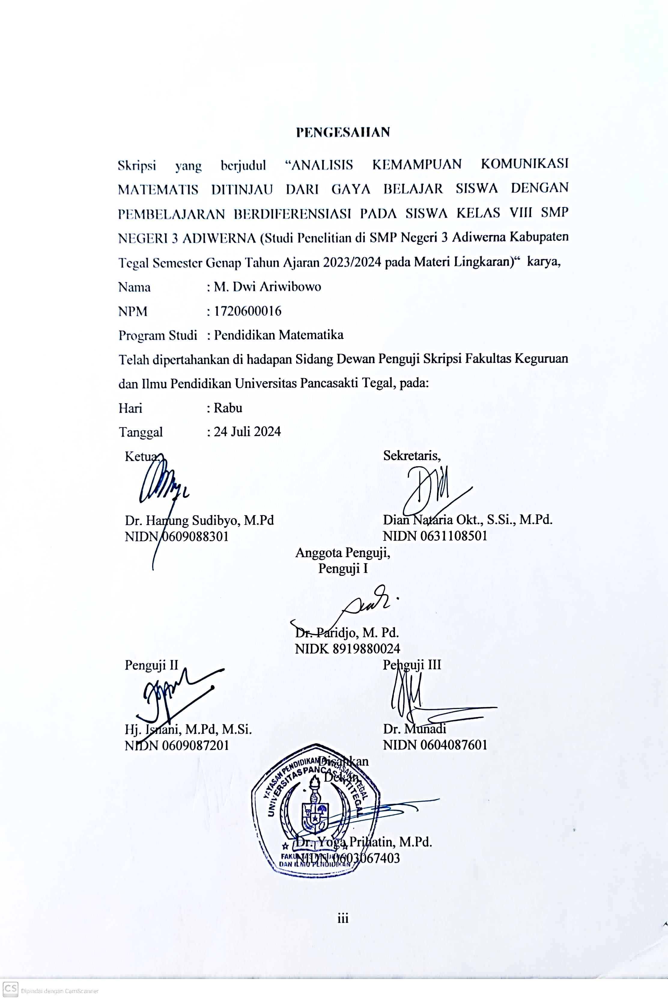 PENGESAHAN
Skripsi yang berjudul “ANALISIS KEMAMPUAN KOMUNIKASI
MATEMATIS DITINJAU DARI GAYA BELAJAR SISWA DENGAN
PEMBELAJARAN BERDIFERENSIASI PADA SISWA KELAS VIII SMP
NEGERI 3 ADIWERNA (Studi Penelitian di SMP Negeri 3 Adiwerna Kabupaten
Tegal Semester Genap Tahun Ajaran 2023/2024 pada Materi Lingkaran)“ karya,
Nama : M. Dwi Ariwibowo
NPM : 1720600016
Program Studi : Pendidikan Matematika
Telah dipertahankan di hadapan Sidang Dewan Penguji Skripsi Fakultas Keguruan
dan Ilmu Pendidikan Universitas Pancasakti Tegal, pada:
Hari : Rabu
Tanggal : 24 Juli 2024
Ketua, Sekretaris,
Dr. Hanung Sudibyo, M.Pd Dian Nataria Okt., S.Si., M.Pd.
NIDN 0609088301 NIDN 0631108501
Anggota Penguji,
Penguji I
Dr. Paridjo, M. Pd.
NIDK 8919880024
Penguji II Penguji III
Hj. Isnani, M.Pd, M.Si. Dr. Munadi
NIDN 0609087201 NIDN 0604087601
Disahkan
Dekan
YAYASAN PENDIDIKAN PANCASAKTI TEGAL
UNIVERSITAS PANCASAKTI TEGAL
Dr. Yoga Prihatin, M.Pd.
NIDN 0603067403
DAN ILMU PENDIDIKAN
iii
CS Dipindai dengan CamScanner